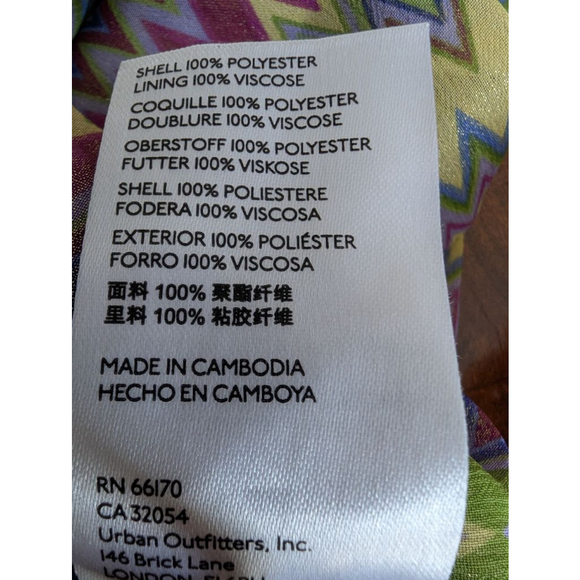 SHELL 100% POLYESTER
LINING 100% VISCOSE
COQUILLE 100% POLYESTER
DOUBLURE 100% VISCOSE
OBERSTOFF 100% POLYESTER
FUTTER 100% VISKOSE
SHELL 100% POLIESTERE
FODERA 100% VISCOSA
EXTERIOR 100% POLIÉSTER
FORRO 100% VISCOSA
面料 100% 聚酯纤维
里料 100% 粘胶纤维
MADE IN CAMBODIA
HECHO EN CAMBOYA
RN 66170
CA 32054
Urban Outfitters, Inc.
146 Brick Lane
LONDON